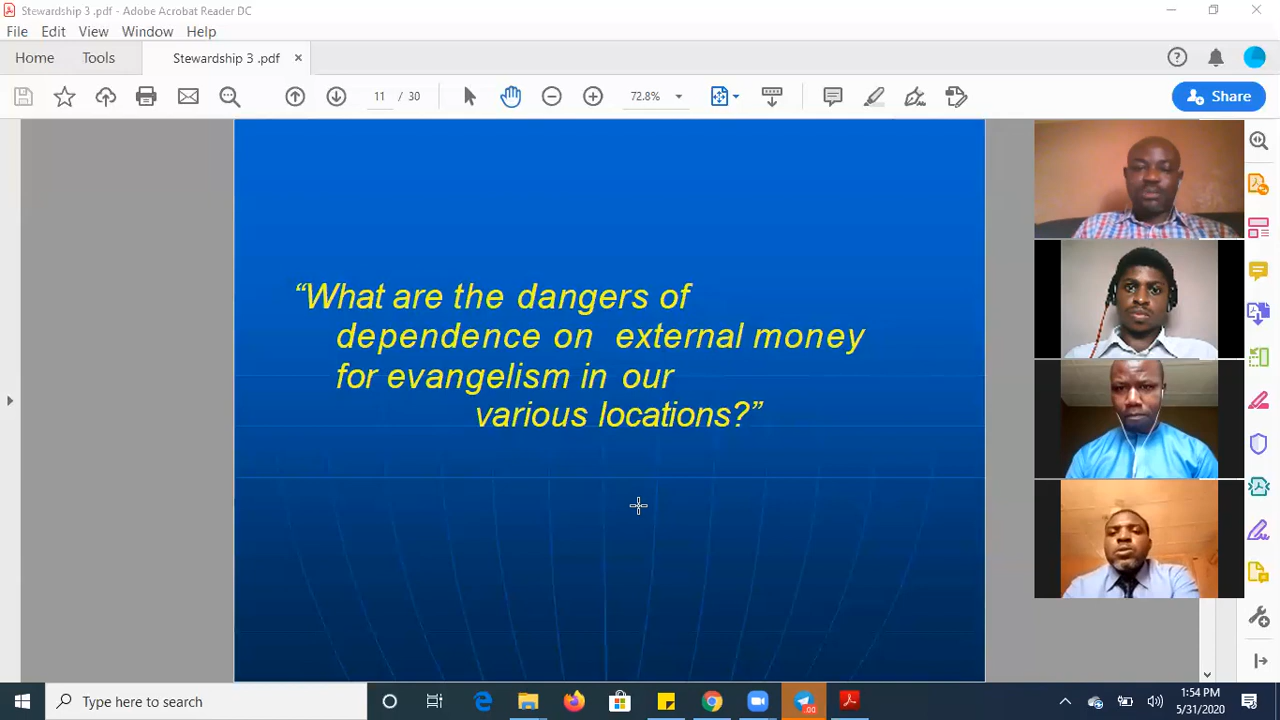 Stewardship 3 .pdf - Adobe Acrobat Reader DC
File Edit View Window Help
Home Tools Stewardship 3 .pdf ×
11 / 30 72.8% Share
“What are the dangers of
dependence on external money
for evangelism in our
various locations?”
Type here to search
.00
1:54 PM
5/31/2020